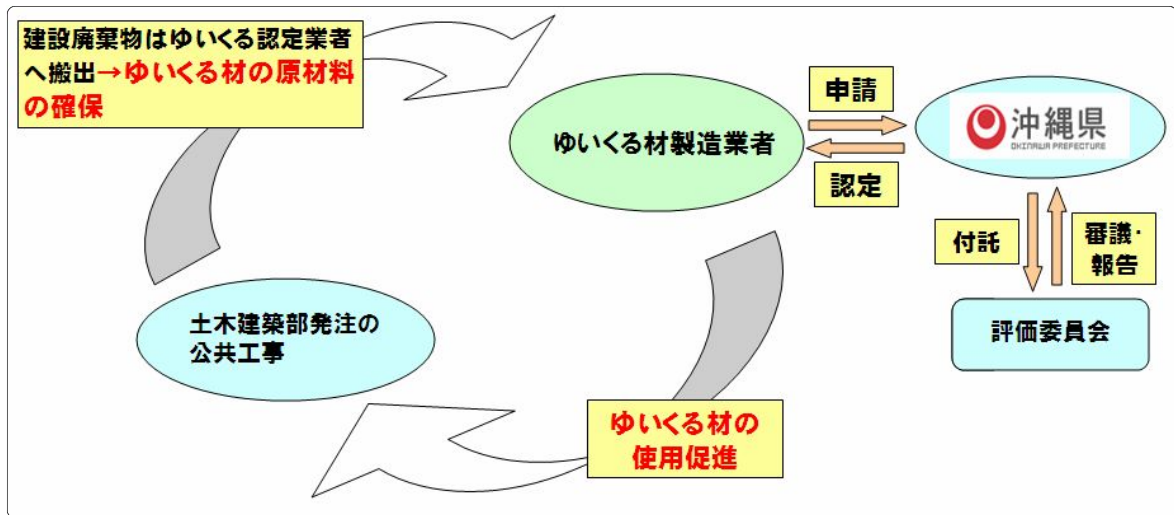 建設廃棄物はゆいくる認定業者
へ搬出→ゆいくる材の原材料
の確保
ゆいくる材製造業者
申請
認定
沖縄県
OKINAWA PREFECTURE
付託
審議・
報告
評価委員会
土木建築部発注の
公共工事
ゆいくる材の
使用促進